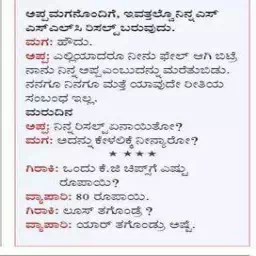 ಅಪ್ಪ ಮಗನೊಂದಿಗೆ, ಇವತ್ತಲ್ವೊ ನಿನ್ನ ಎಸ್
ಎಸ್ಎಲ್‌ಸಿ ರಿಸಲ್ಟ್ ಬರುವುದು.
ಮಗ: ಹೌದು.
ಅಪ್ಪ: ಎಲ್ಲಿಯಾದರೂ ನೀನು ಫೇಲ್ ಆಗಿ ಬಿಟ್ರೆ
ನಾನು ನಿನ್ನ ಅಪ್ಪ ಎಂಬುದನ್ನು ಮರೆತುಬಿಡು.
ನನಗೂ ನಿನಗೂ ಮತ್ತೆ ಯಾವುದೇ ರೀತಿಯ
ಸಂಬಂಧ ಇಲ್ಲ.
ಮರುದಿನ
ಅಪ್ಪ: ನಿನ್ನ ರಿಸಲ್ಟ್ ಏನಾಯಿತೋ?
ಮಗ: ಅದನ್ನು ಕೇಳಲಿಕ್ಕೆ ನೀನ್ಯಾರೋ?
* * * *
ಗಿರಾಕಿ: ಒಂದು ಕೆ.ಜಿ ಚಿಪ್ಸ್‌ಗೆ ಎಷ್ಟು
ರೂಪಾಯಿ?
ವ್ಯಾಪಾರಿ: 80 ರೂಪಾಯಿ.
ಗಿರಾಕಿ: ಲೂಸ್ ತಗೊಂಡ್ರೆ ?
ವ್ಯಾಪಾರಿ: ಯಾರ್ ತಗೊಂಡ್ರು ಅಷ್ಟೆ.